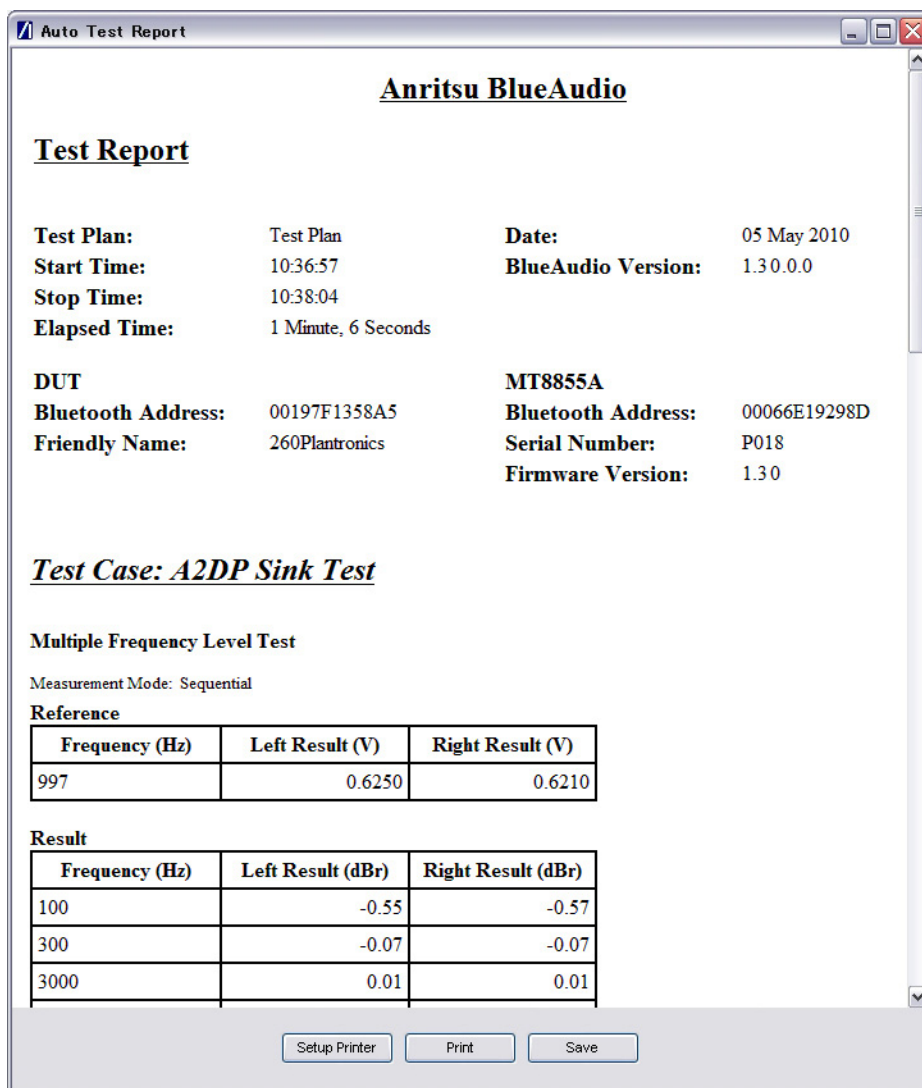 Auto Test Report
Anritsu BlueAudio
Test Report
Test Plan: Test Plan Date: 05 May 2010
Start Time: 10:36:57 BlueAudio Version: 1.30.0.0
Stop Time: 10:38:04
Elapsed Time: 1 Minute, 6 Seconds
DUT MT8855A
Bluetooth Address: 00197F1358A5 Bluetooth Address: 00066E19298D
Friendly Name: 260Plantronics Serial Number: P018
Firmware Version: 1.30
Test Case: A2DP Sink Test
Multiple Frequency Level Test
Measurement Mode: Sequential
Reference
Frequency (Hz) Left Result (V) Right Result (V)
997 0.6250 0.6210
Result
Frequency (Hz) Left Result (dBr) Right Result (dBr)
100 -0.55 -0.57
300 -0.07 -0.07
3000 0.01 0.01
Setup Printer Print Save